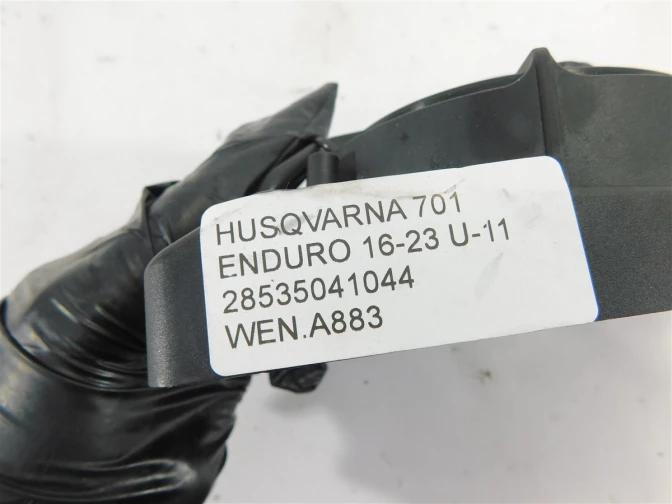 HUSQVARNA 701
ENDURO 16-23 U-11
28535041044
WEN.A883